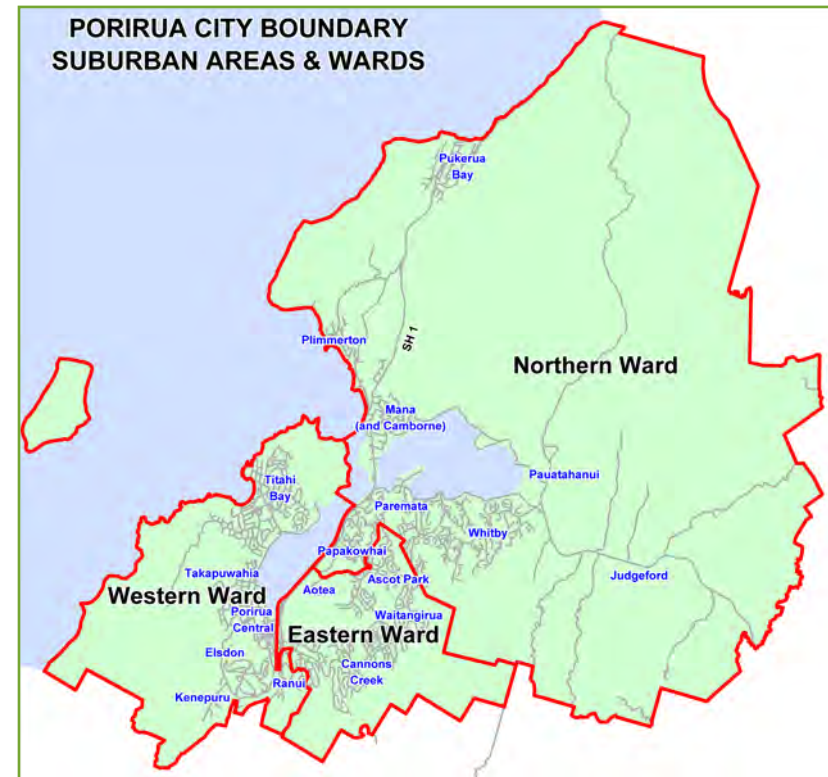 PORIRUA CITY BOUNDARY
SUBURBAN AREAS & WARDS
Pukerua
Bay
SH 1
Plimmerton
Northern Ward
Mana
(and Camborne)
Titahi
Bay
Pauatahanui
Paremata
Whitby
Papakowhai
Takapuwahia
Ascot Park
Judgeford
Western Ward
Aotea
Porirua
Central
Waitangirua
Eastern Ward
Elsdon
Cannons
Creek
Ranui
Kenepuru